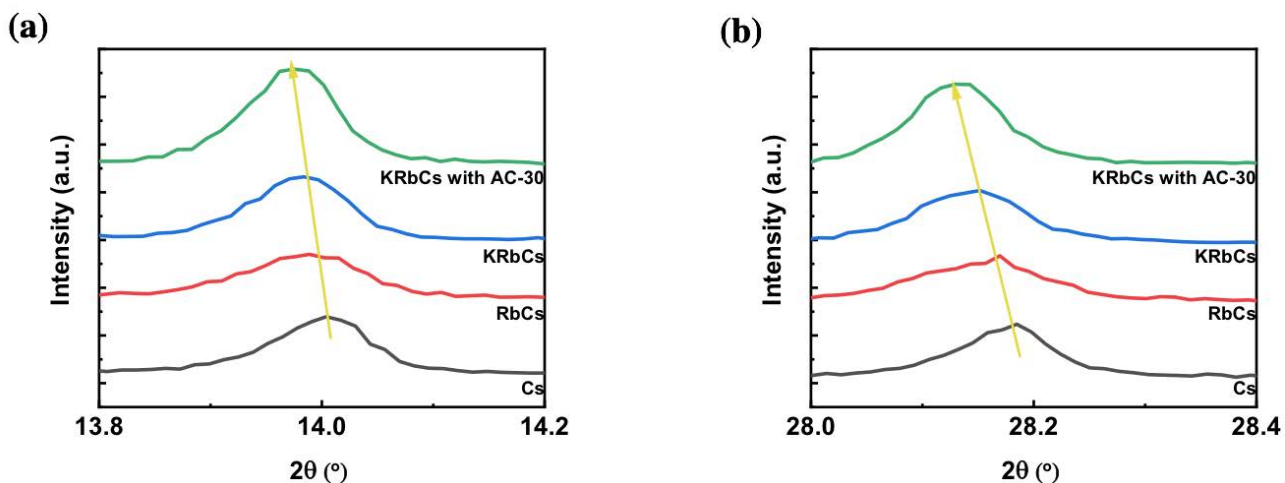 (a)
Intensity (a.u.)
KRbCs with AC-30
KRbCs
RbCs
Cs
13.8 14.0 14.2
2θ (º)
(b)
Intensity (a.u.)
KRbCs with AC-30
KRbCs
RbCs
Cs
28.0 28.2 28.4
2θ (º)